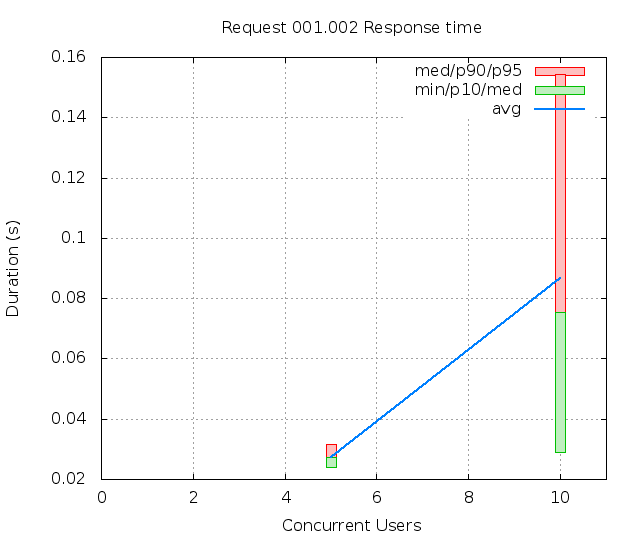 Request 001.002 Response time
0.16
0.14
0.12
0.1
0.08
0.06
0.04
0.02
Duration (s)
med/p90/p95
min/p10/med
avg
0 2 4 6 8 10
Concurrent Users